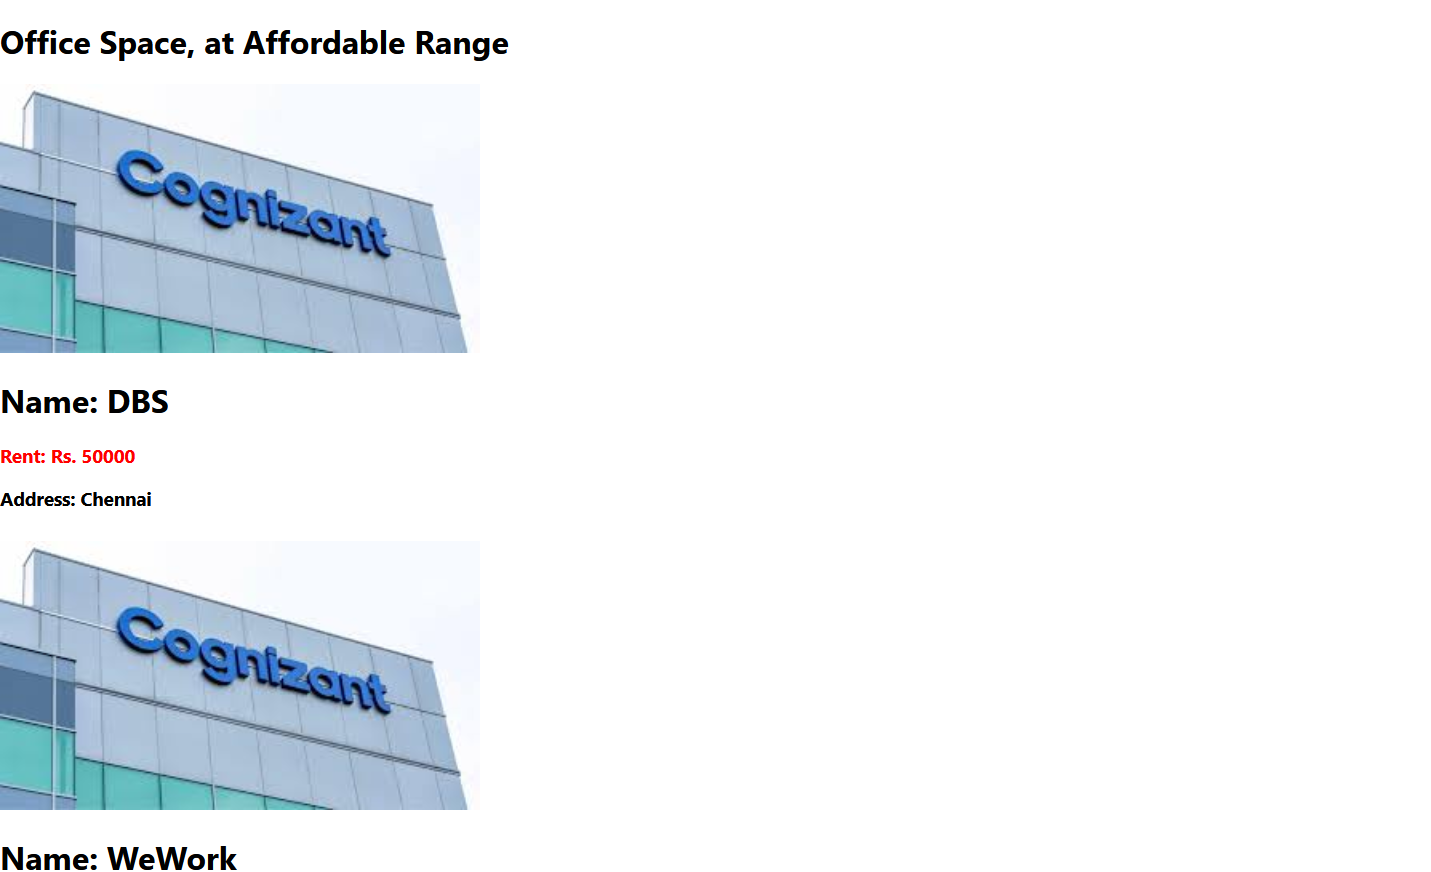 Office Space, at Affordable Range
Cognizant
Name: DBS
Rent: Rs. 50000
Address: Chennai
Cognizant
Name: WeWork